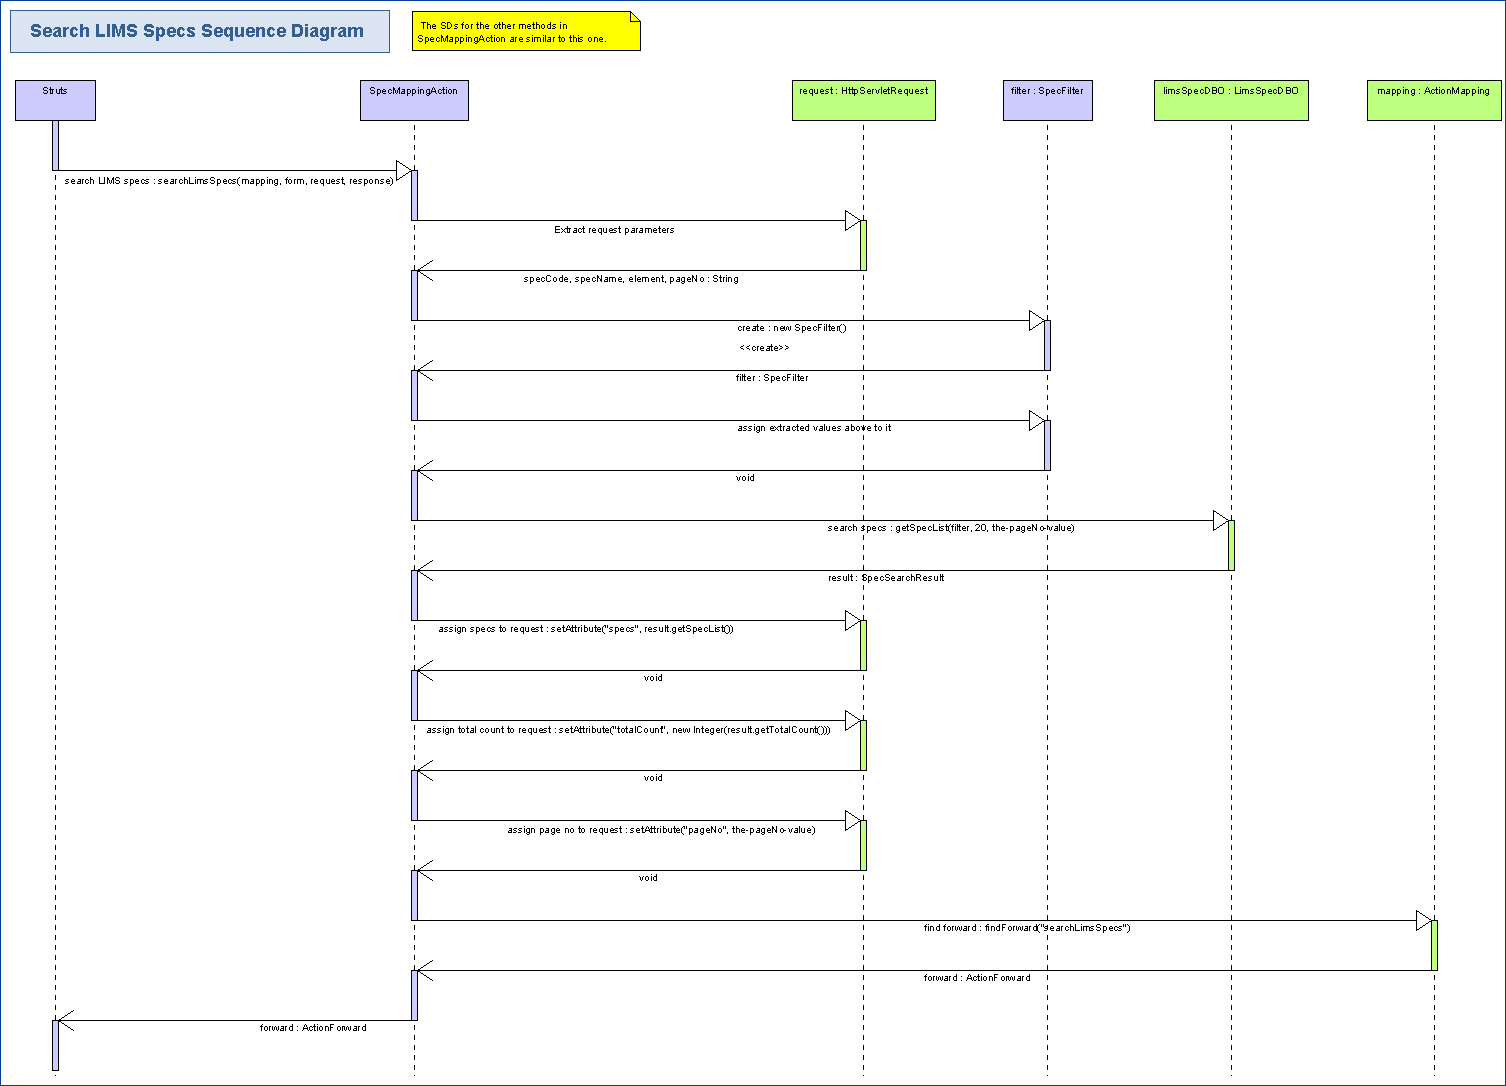 Search LIMS Specs Sequence Diagram
The SDs for the other methods in
SpecMappingAction are similar to this one.
Struts
SpecMappingAction
request : HttpServletRequest
filter : SpecFilter
limsSpecDBO : LimsSpecDBO
mapping : ActionMapping
search LIMS specs : searchLimsSpecs(mapping, form, request, response)
Extract request parameters
specCode, specName, element, pageNo : String
create : new SpecFilter()
<<create>>
filter : SpecFilter
assign extracted values above to it
void
search specs : getSpecList(filter, 20, the-pageNo-value)
result : SpecSearchResult
assign specs to request : setAttribute("specs", result.getSpecList())
void
assign total count to request : setAttribute("totalCount", new Integer(result.getTotalCount()))
void
assign page no to request : setAttribute("pageNo", the-pageNo-value)
void
find forward : findForward("searchLimsSpecs")
forward : ActionForward
forward : ActionForward